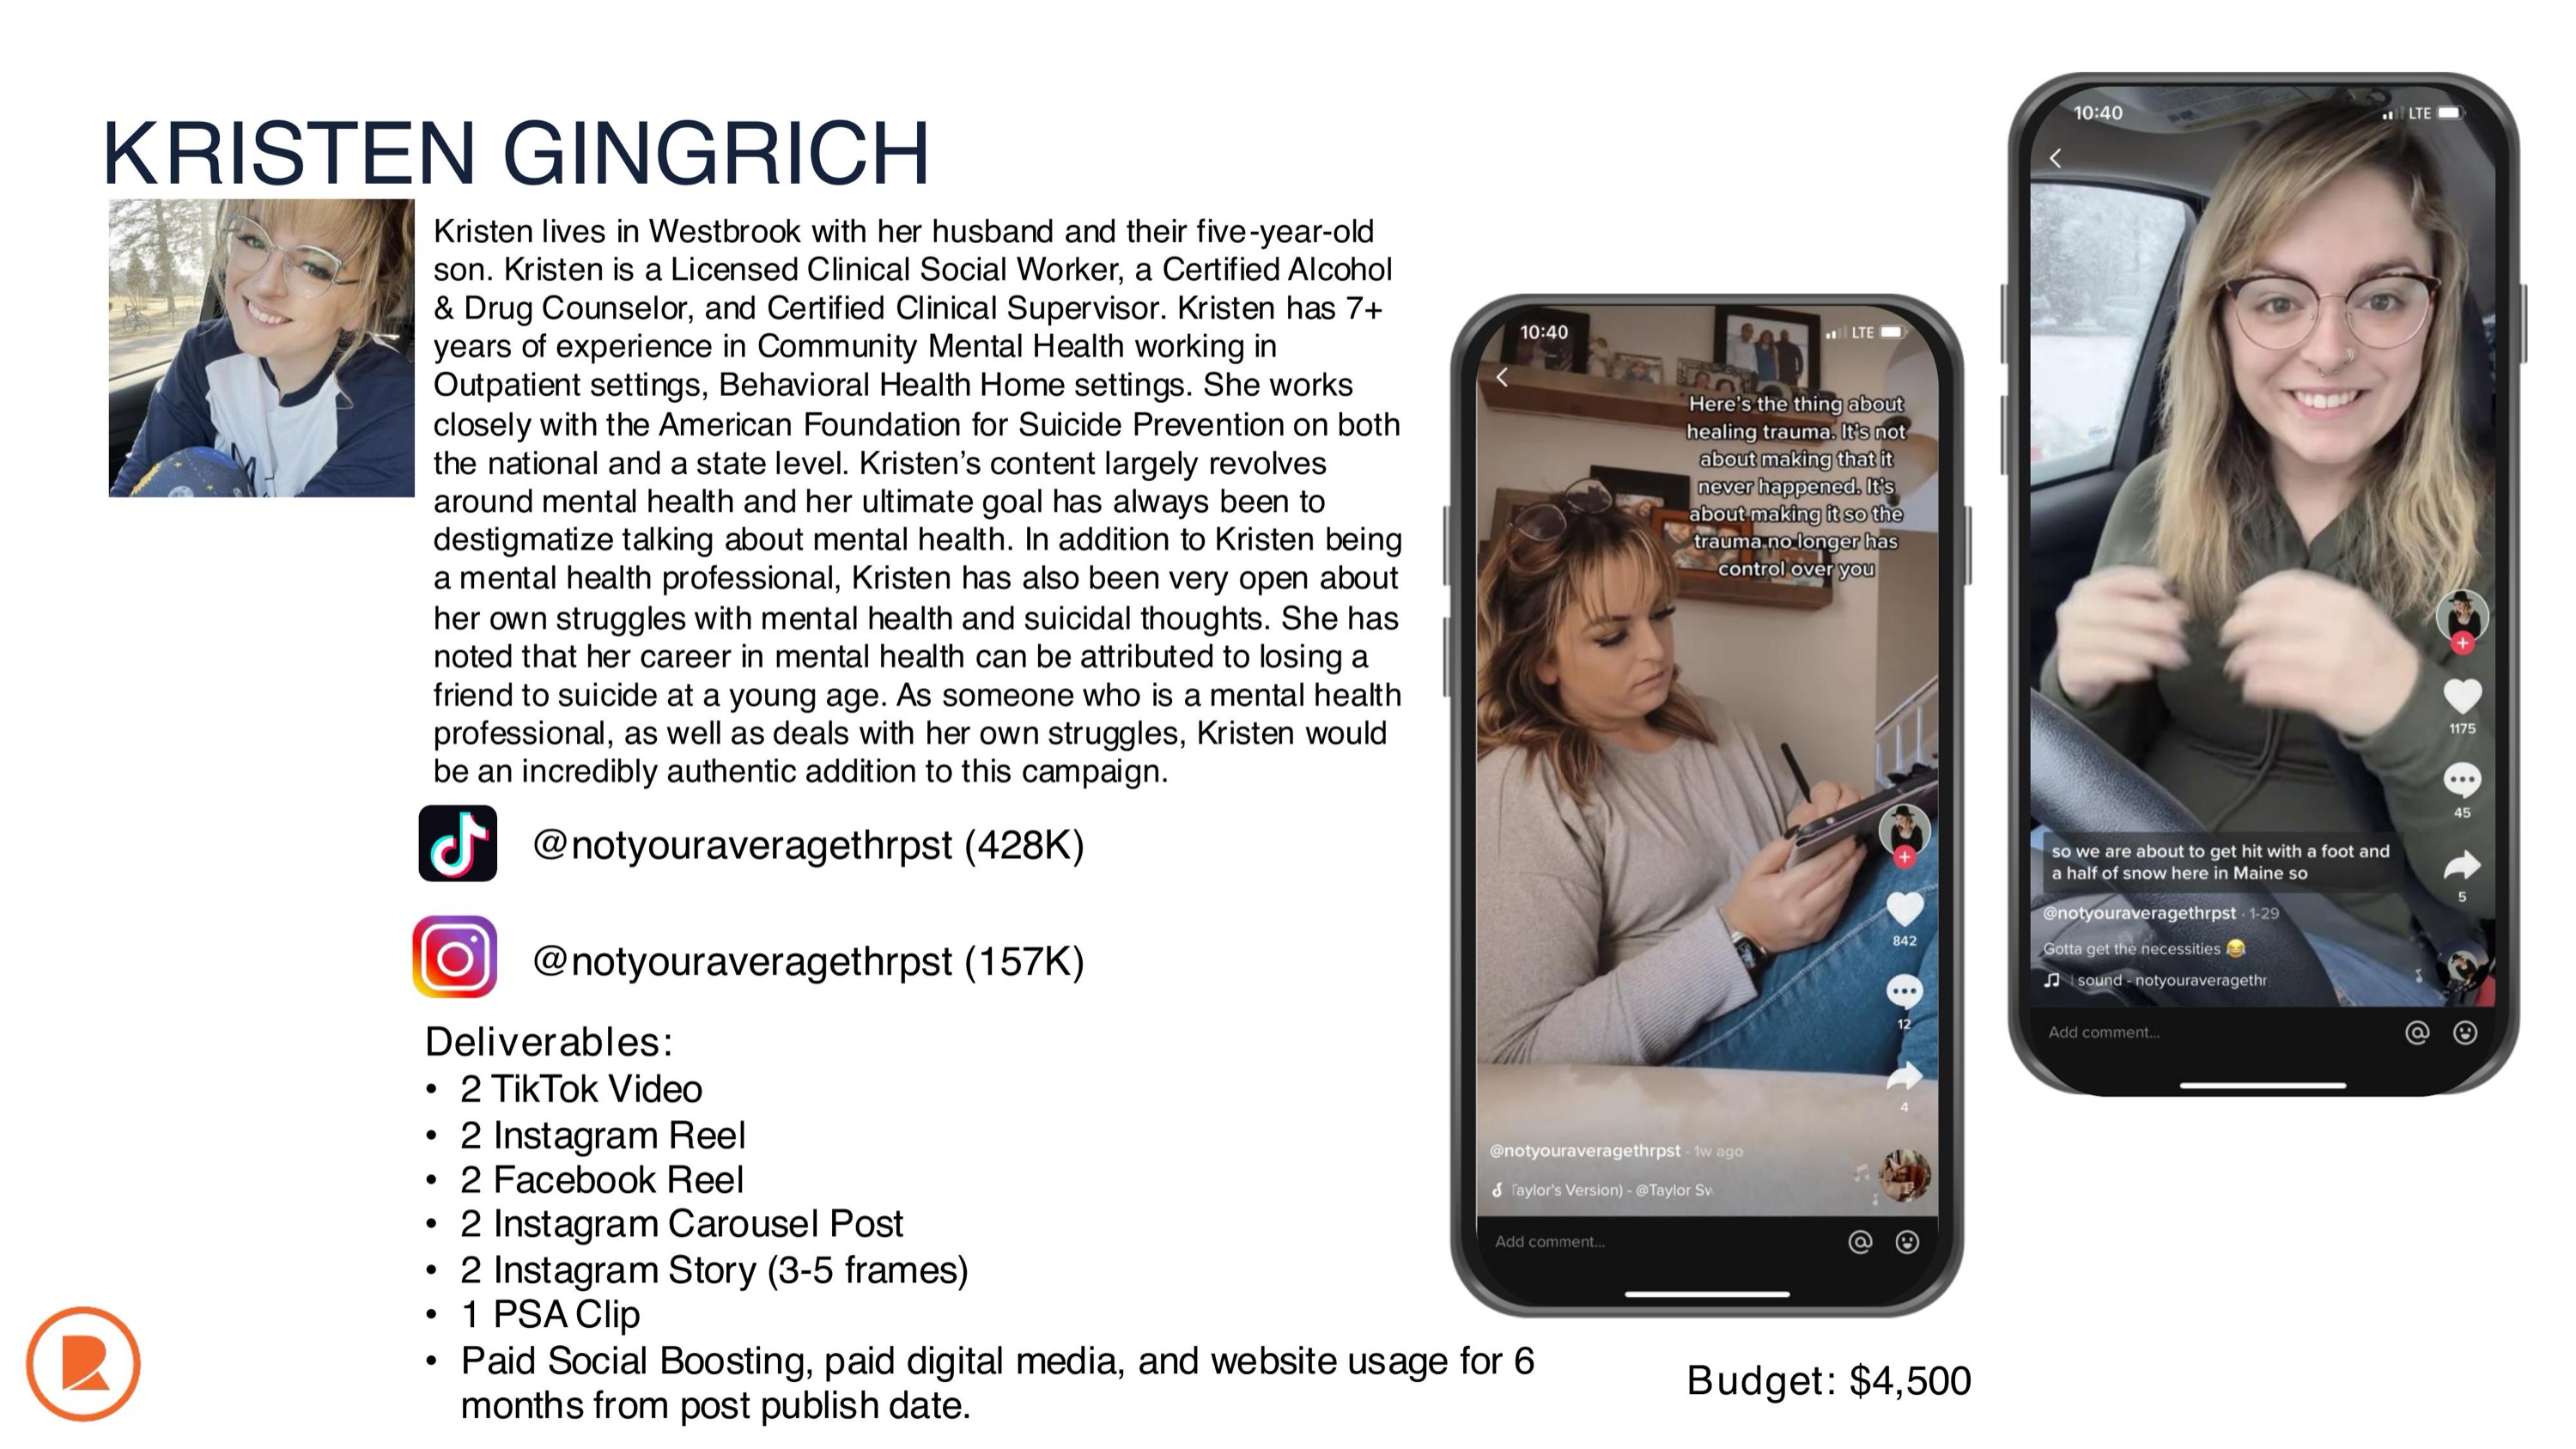 KRISTEN GINGRICH
Kristen lives in Westbrook with her husband and their five-year-old
son. Kristen is a Licensed Clinical Social Worker, a Certified Alcohol
& Drug Counselor, and Certified Clinical Supervisor. Kristen has 7+
years of experience in Community Mental Health working in
Outpatient settings, Behavioral Health Home settings. She works
closely with the American Foundation for Suicide Prevention on both
the national and a state level. Kristen’s content largely revolves
around mental health and her ultimate goal has always been to
destigmatize talking about mental health. In addition to Kristen being
a mental health professional, Kristen has also been very open about
her own struggles with mental health and suicidal thoughts. She has
noted that her career in mental health can be attributed to losing a
friend to suicide at a young age. As someone who is a mental health
professional, as well as deals with her own struggles, Kristen would
be an incredibly authentic addition to this campaign.
@notyouraveragethrpst (428K)
@notyouraveragethrpst (157K)
Deliverables:
• 2 TikTok Video
• 2 Instagram Reel
• 2 Facebook Reel
• 2 Instagram Carousel Post
• 2 Instagram Story (3-5 frames)
• 1 PSA Clip
• Paid Social Boosting, paid digital media, and website usage for 6
months from post publish date.
Budget: $4,500
10:40
LTE
Here's the thing about
healing trauma. It's not
about making that it
never happened. It's
about making it so the
trauma no longer has
control over you
842
12
4
@notyouraveragethrpst · 1w ago
Taylor's Version) - @Taylor Sw
Add comment...
10:40
LTE
1175
45
5
so we are about to get hit with a foot and
a half of snow here in Maine so
@notyouraveragethrpst · 1-29
Gotta get the necessities 😂
sound - notyouraveragethr
Add comment...